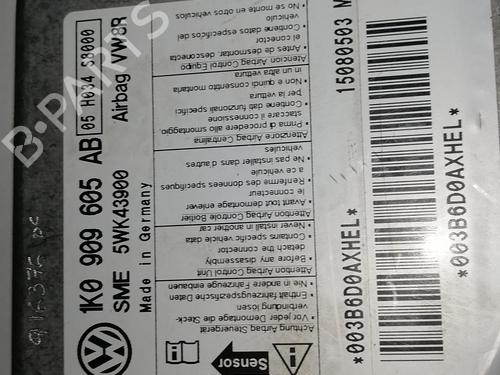 1K0 909 605 AB
05 H034 S8000
SME 5WK43900
Airbag VW8R
Made in Germany
Sensor
Achtung Airbag Steuergerät
• Vor jeder Demontage die Steck-
verbindung lösen
• Enthält fahrzeugspezifische Daten
• Nie in andere Fahrzeuge einbauen
Attention Airbag Control Unit
• Before any disassembly
detach the connector
• Contains specific vehicle data
• Never install in another car
Attention Airbag Controle Boitier
• Avant tout demontage enlever
le connecteur
• Renferme des donnees specifiques
a ce vehicule
• Ne pas installer dans d'autres
vehicules
Attenzione Airbag Centralina
• Prima di procedere allo smontaggio
staccare il connessione
• Contiene dati funzionali specifici
per la vettura
• Non e quindi consentito montarla
in un altra vettura
Atencion Airbag Control Equipo
• Antes de desmontar, desconecta
el conector
• Contiene datos especificos del
vehiculo
• No se monte en otros vehiculos
15080503 M
*003B6D0AXHEL*
*003B6D0AXHEL*
B-PARTS